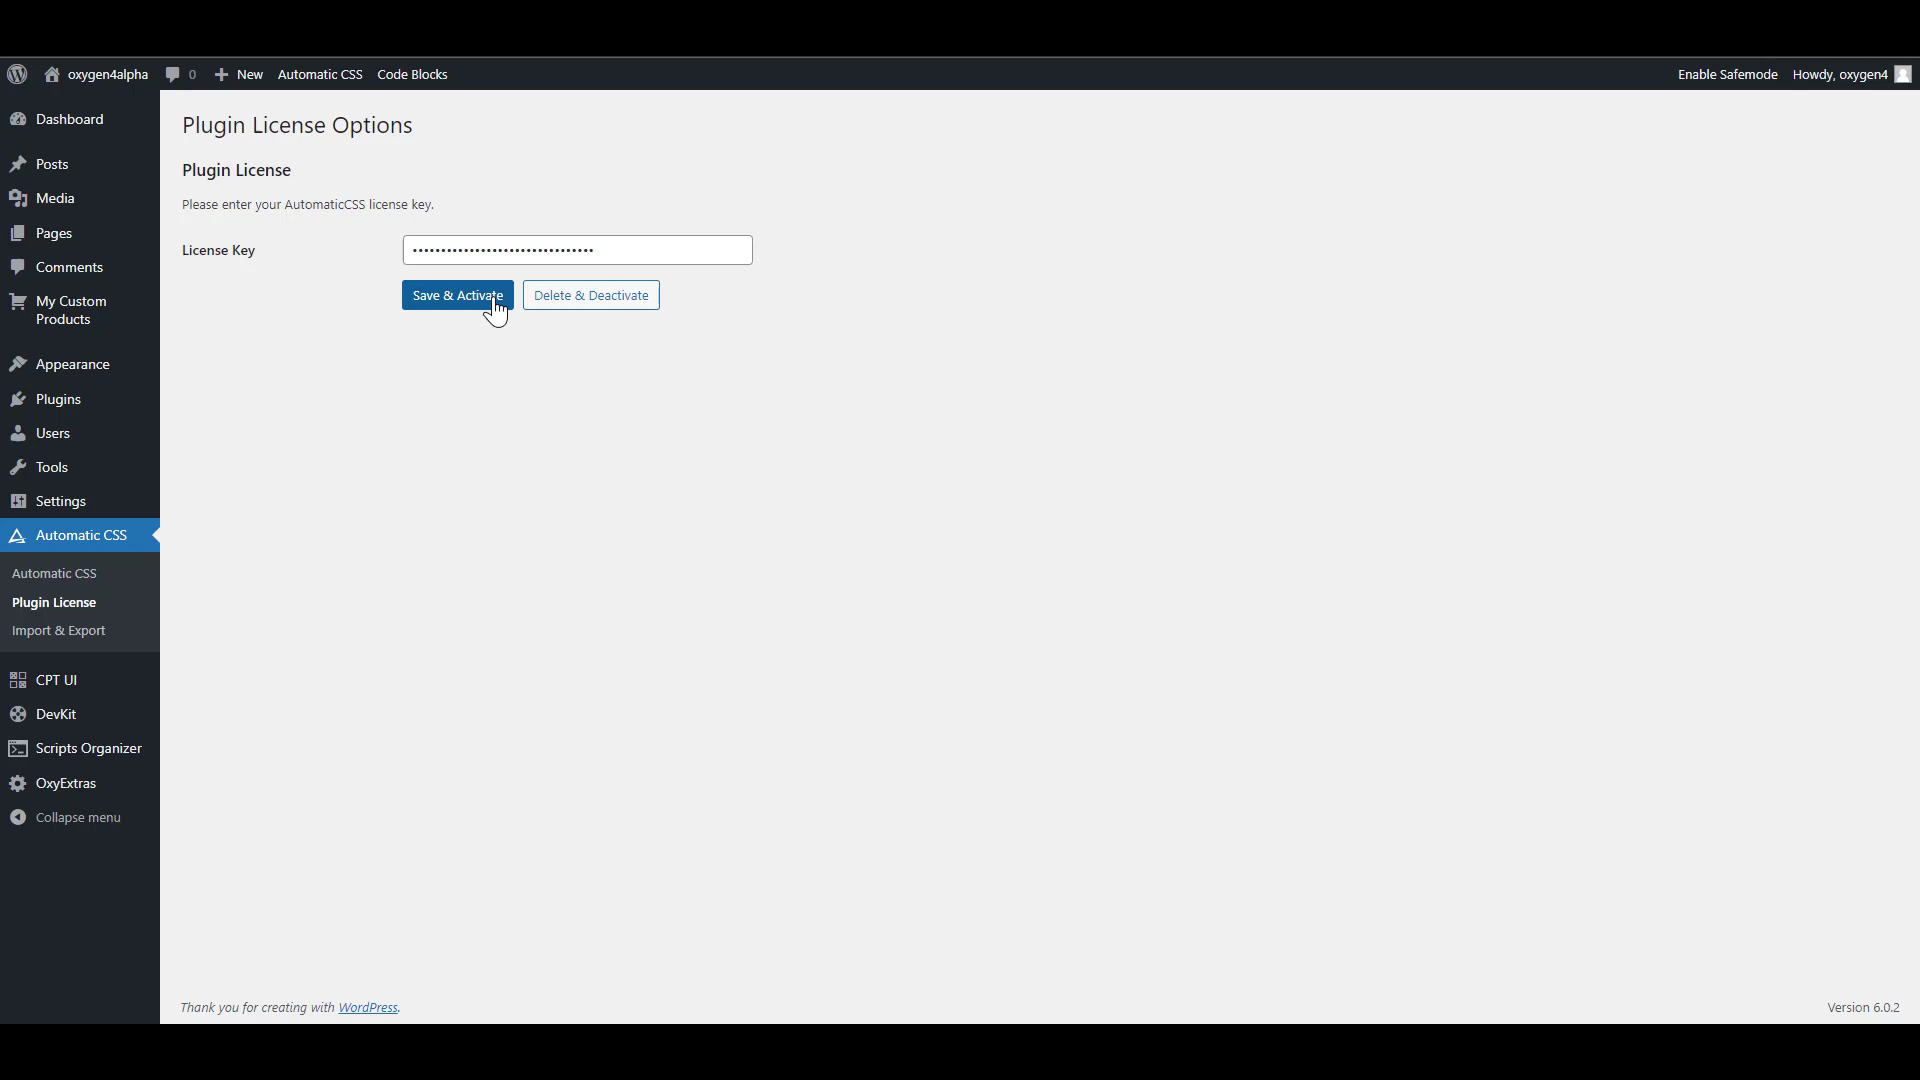 oxygen4alpha 0 New Automatic CSS Code Blocks Enable Safemode Howdy, oxygen4
Dashboard
Posts
Media
Pages
Comments
My Custom
Products
Appearance
Plugins
Users
Tools
Settings
Automatic CSS
Automatic CSS
Plugin License
Import & Export
CPT UI
DevKit
Scripts Organizer
OxyExtras
Collapse menu
Plugin License Options
Plugin License
Please enter your AutomaticCSS license key.
License Key ••••••••••••••••••••••••••••••••
Save & Activate Delete & Deactivate
Thank you for creating with WordPress. Version 6.0.2